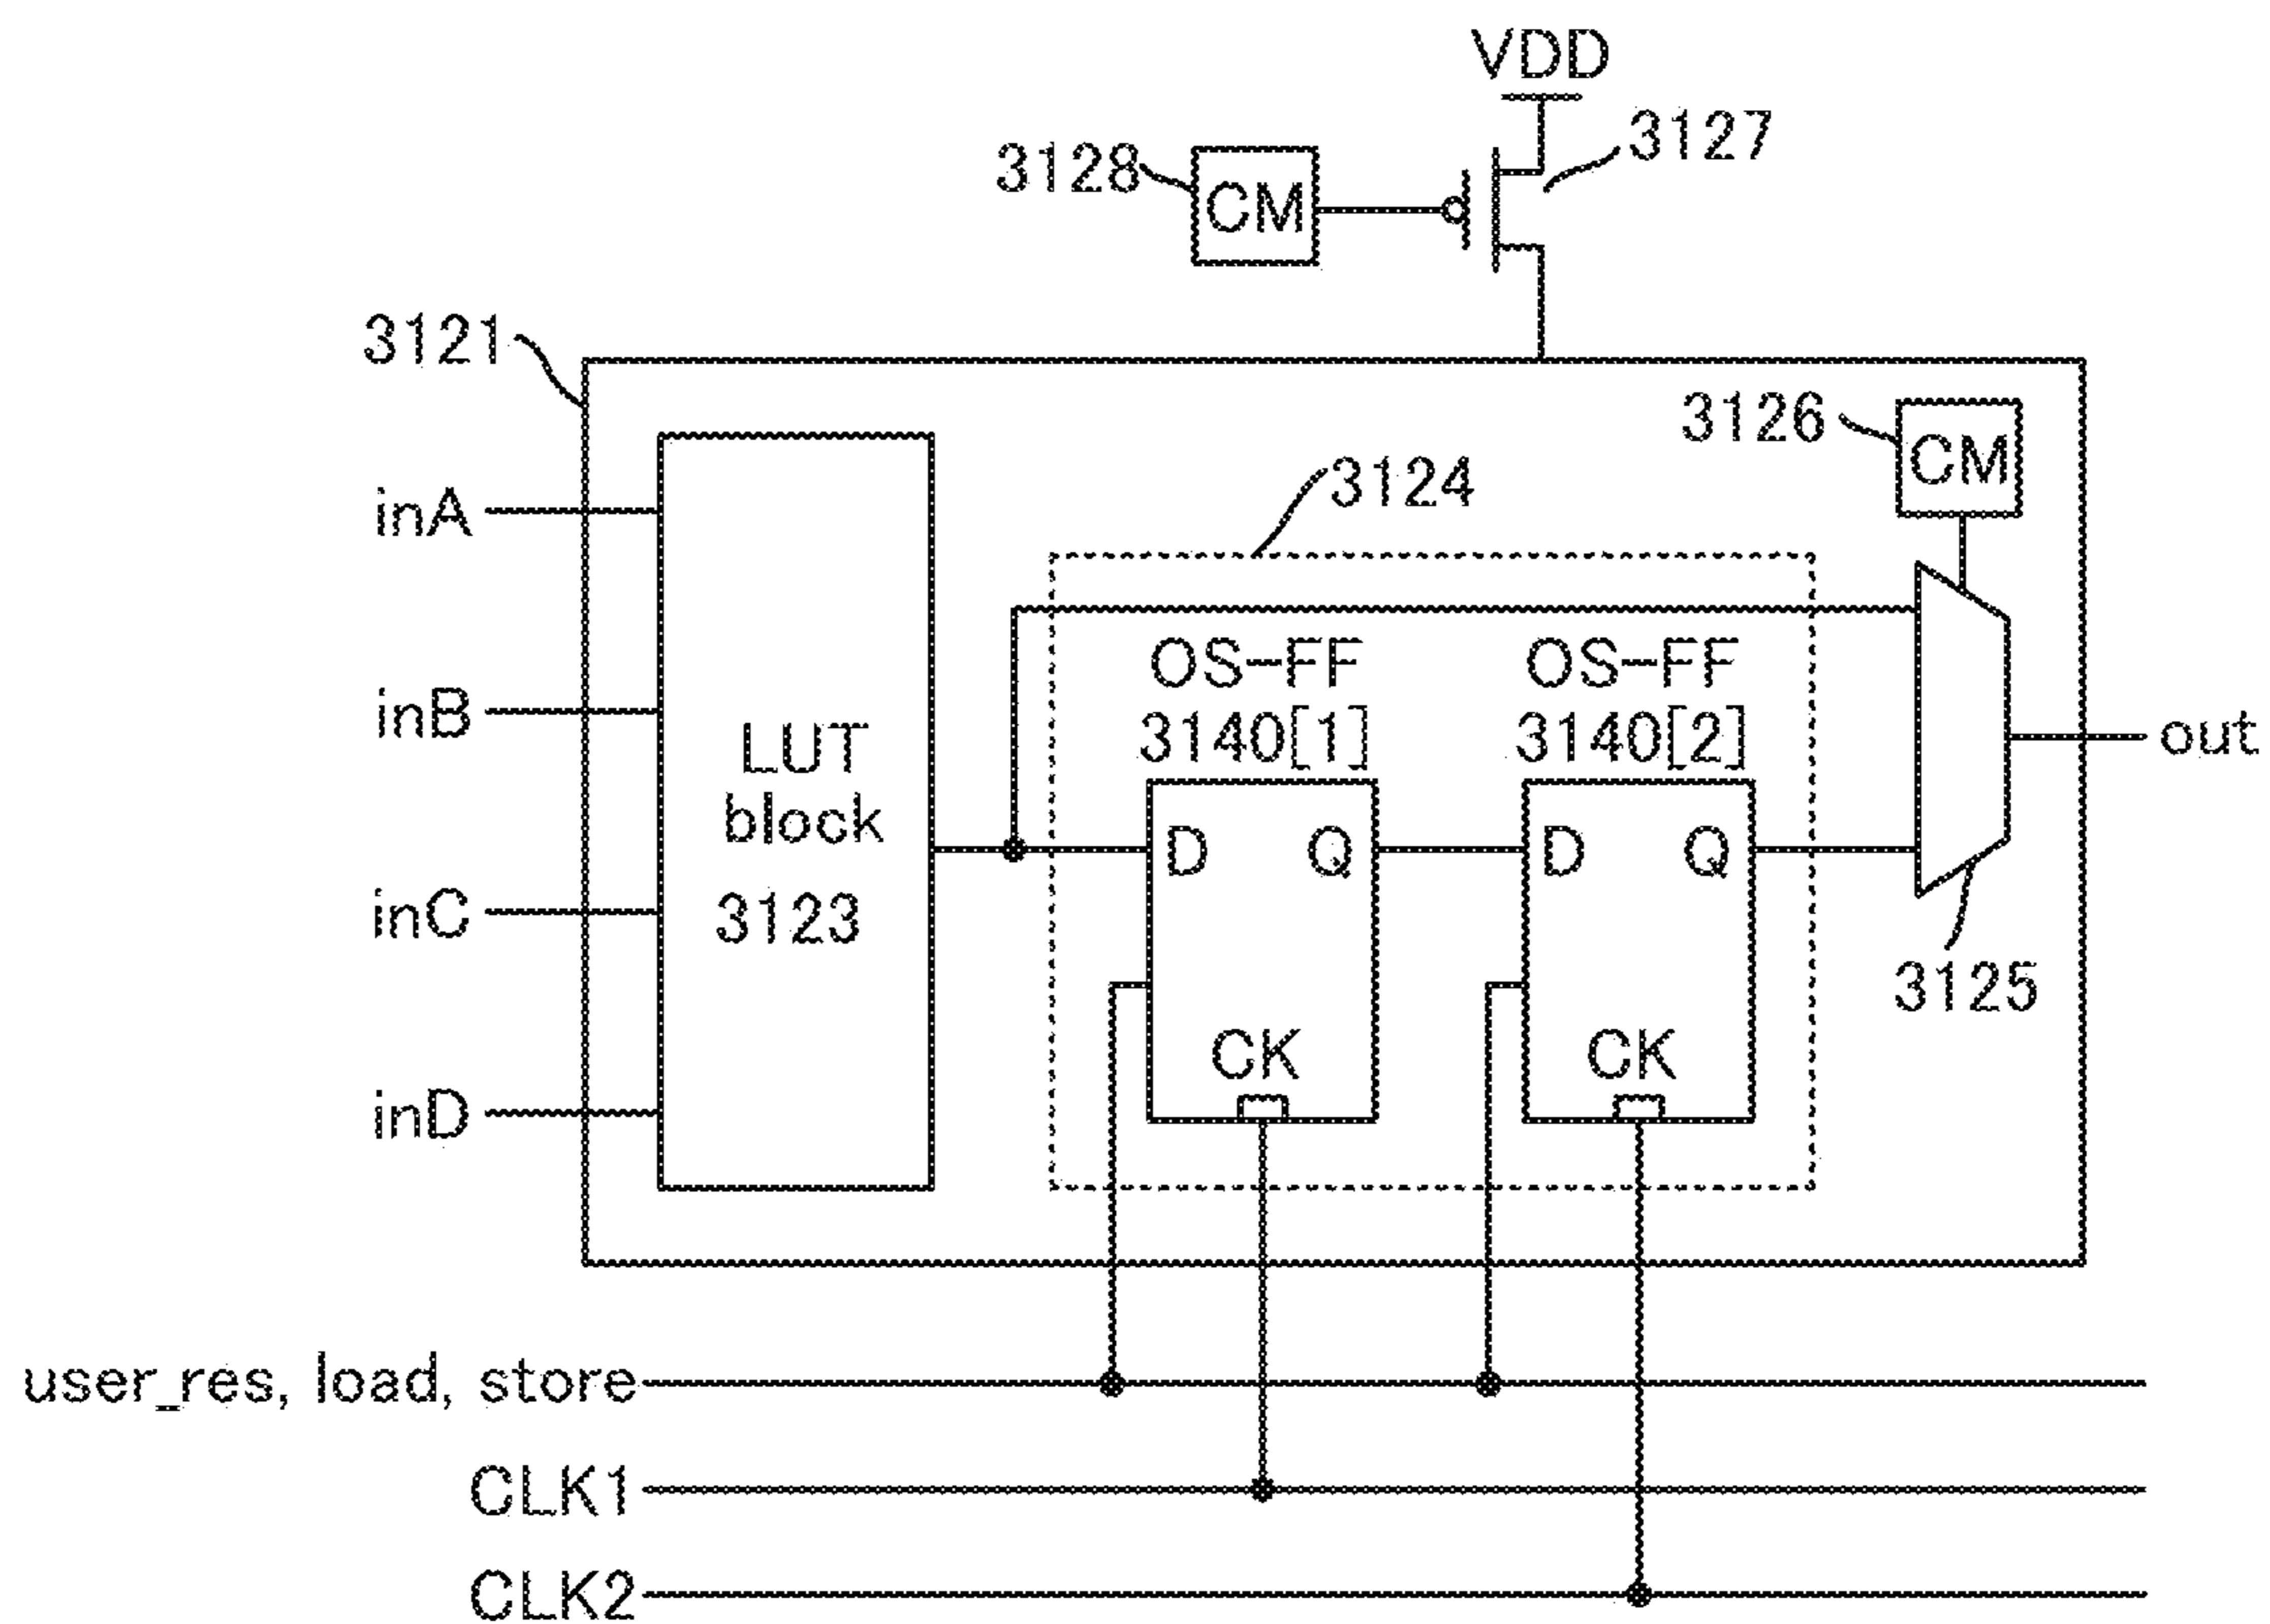 VDD
3127
3128
CM
3121
3126
CM
3124
inA
OS-FF
3140[1]
OS-FF
3140[2]
inB
LUT
block
3123
out
D Q
D Q
inC
3125
CK
CK
inD
user_res, load, store
CLK1
CLK2